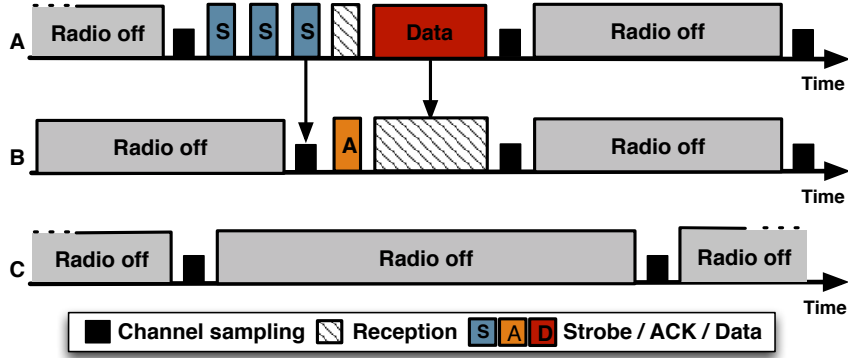 Radio off S S S Data Radio off
A
Time
Radio off A Radio off
B
Time
Radio off Radio off Radio off
C
Time
Channel sampling Reception S A D Strobe / ACK / Data